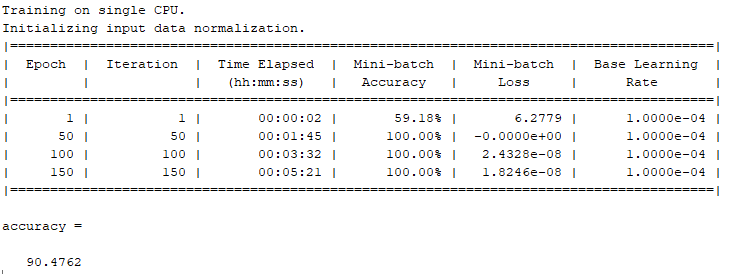 Training on single CPU.
Initializing input data normalization.
|========================================================================================|
|  Epoch  |  Iteration  |  Time Elapsed  |  Mini-batch  |  Mini-batch  |  Base Learning  |
|         |             |   (hh:mm:ss)   |   Accuracy   |     Loss     |      Rate       |
|========================================================================================|
|       1 |           1 |       00:00:02 |       59.18% |       6.2779 |      1.0000e-04 |
|      50 |          50 |       00:01:45 |      100.00% |  -0.0000e+00 |      1.0000e-04 |
|     100 |         100 |       00:03:32 |      100.00% |   2.4328e-08 |      1.0000e-04 |
|     150 |         150 |       00:05:21 |      100.00% |   1.8246e-08 |      1.0000e-04 |
|========================================================================================|
accuracy =
90.4762